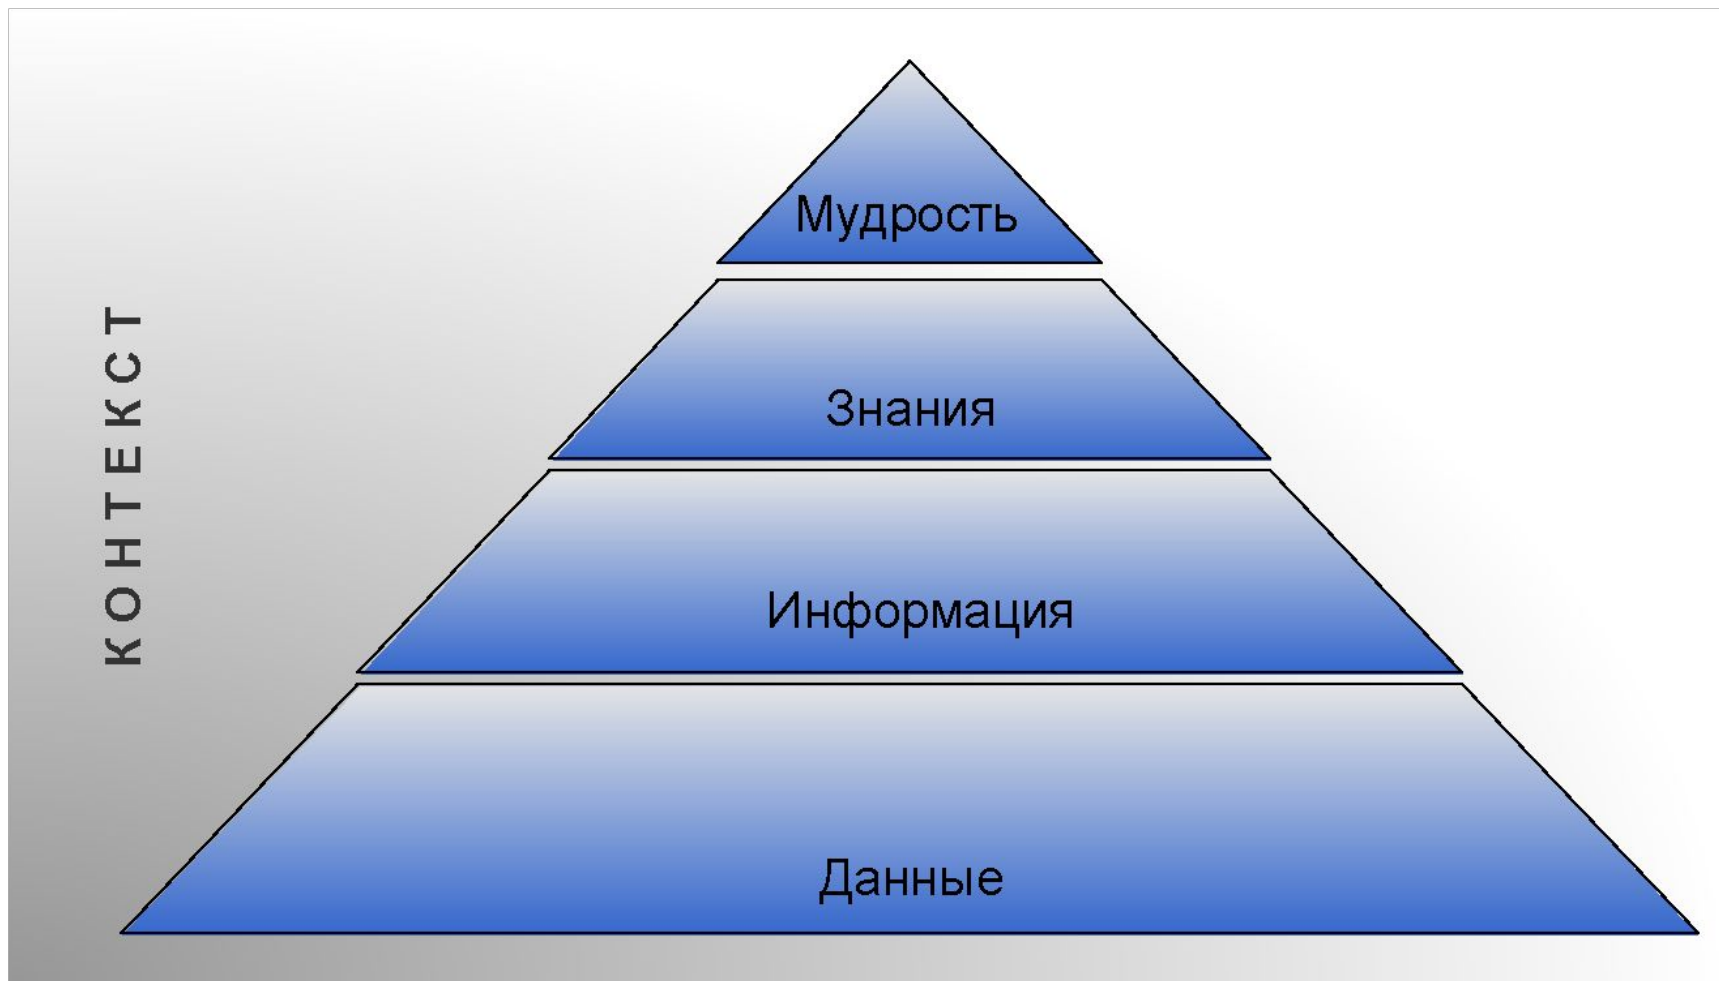 Мудрость
Знания
КОНТЕКСТ
Информация
Данные